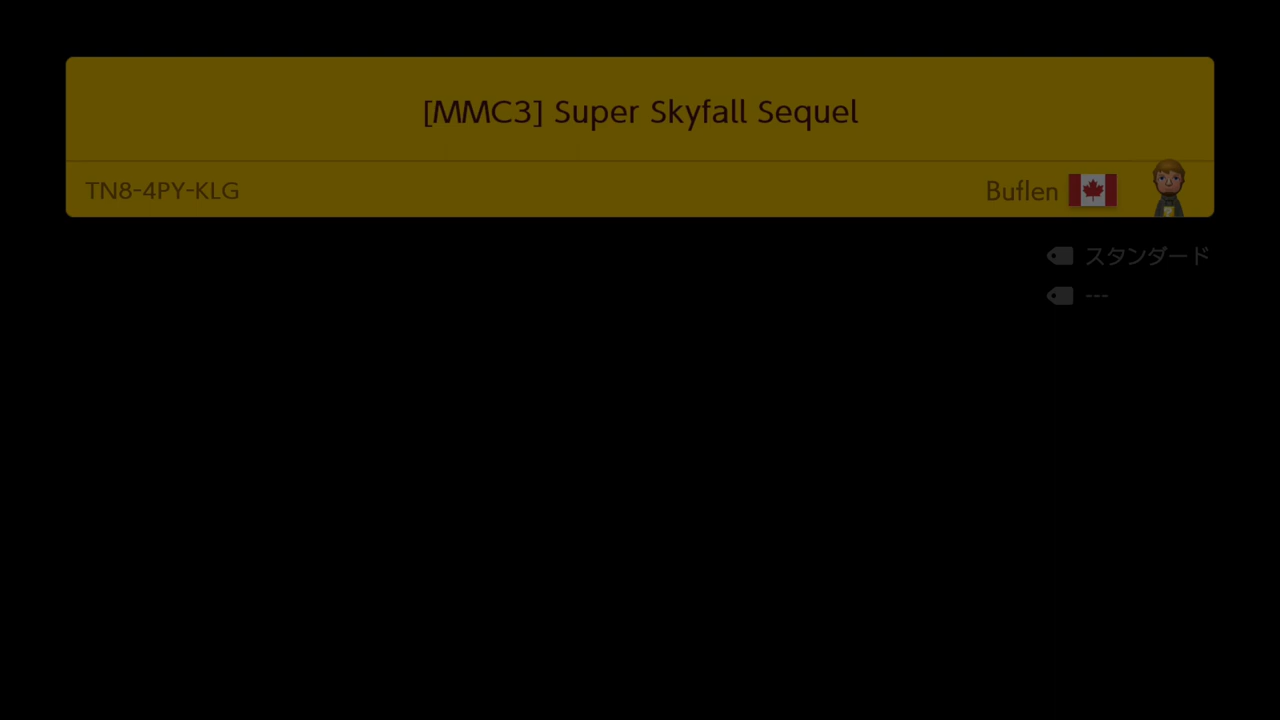 [MMC3] Super Skyfall Sequel
TN8-4PY-KLG
Buflen
スタンダード
---